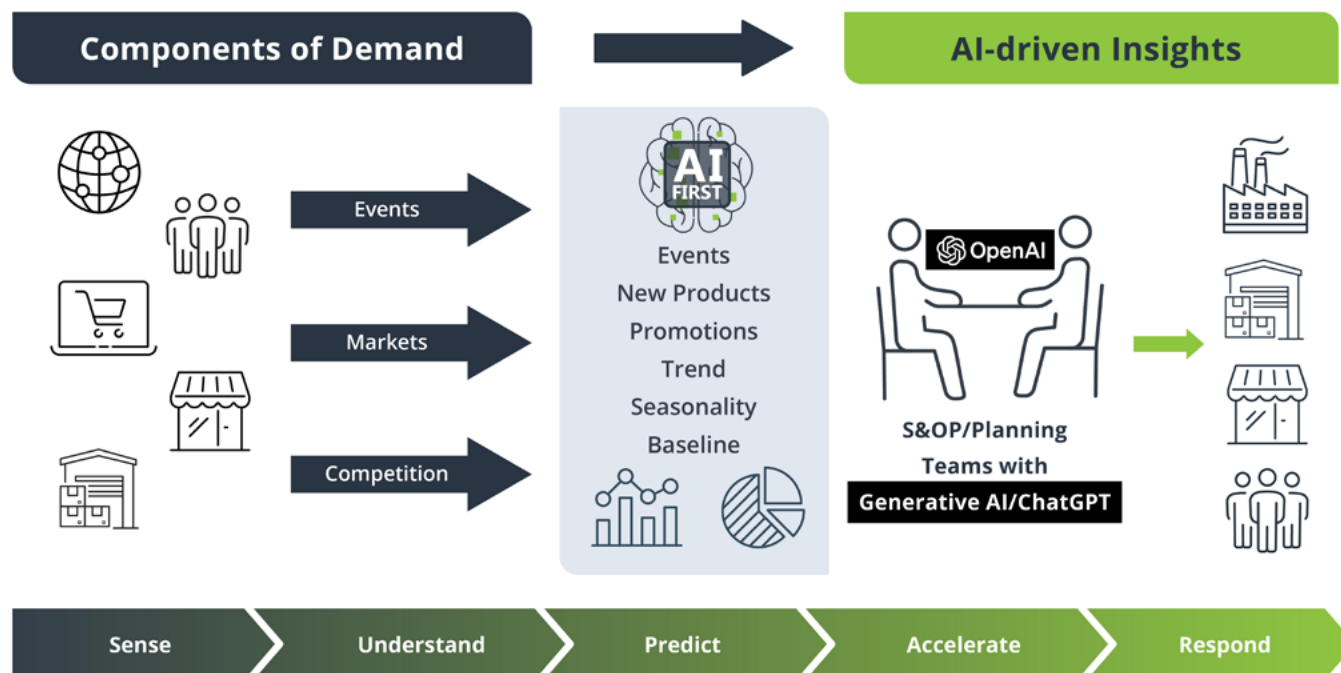 Components of Demand
AI-driven Insights
Events
Markets
Competition
AI
FIRST
Events
New Products
Promotions
Trend
Seasonality
Baseline
OpenAI
S&OP/Planning
Teams with
Generative AI/ChatGPT
Sense
Understand
Predict
Accelerate
Respond